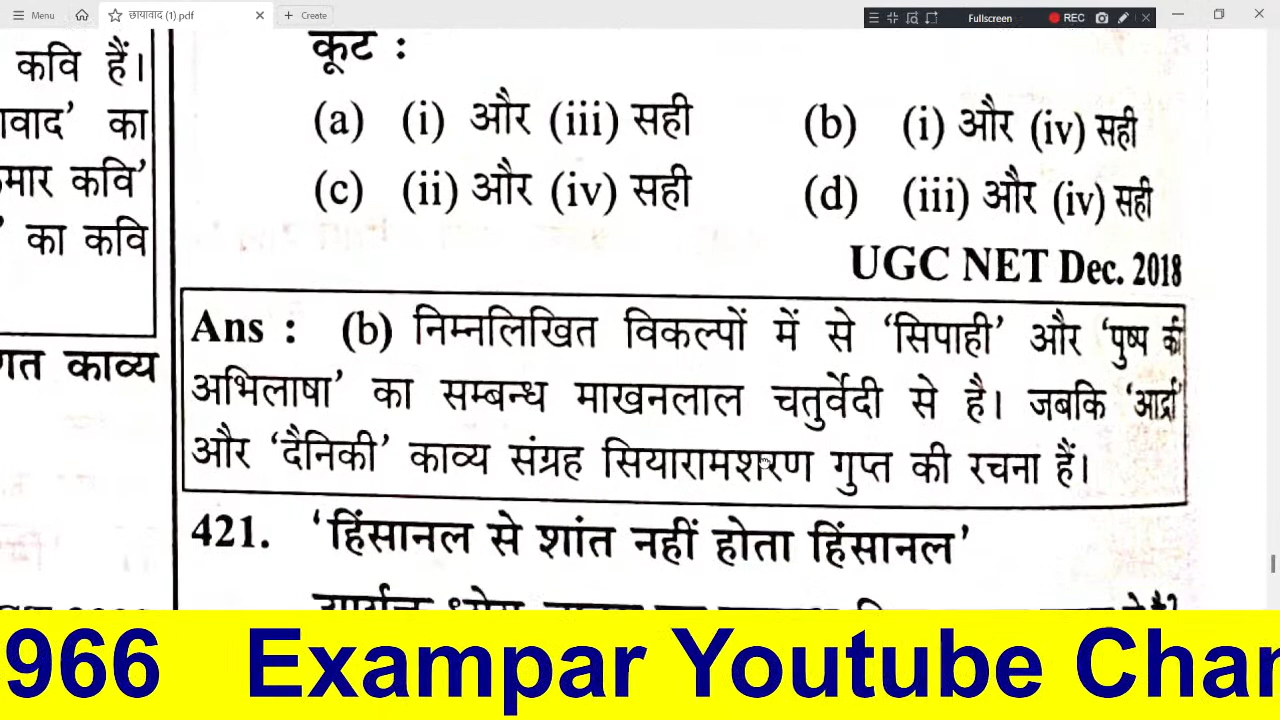 Menu
छायावाद (1).pdf
Create
Fullscreen
REC
कवि हैं।
का
कवि'
का कवि
काव्य
कूट :
(a) (i) और (iii) सही (b) (i) और (iv) सही
(c) (ii) और (iv) सही (d) (iii) और (iv) सही
UGC NET Dec. 2018
Ans : (b) निम्नलिखित विकल्पों में से 'सिपाही' और 'पुष्प की
अभिलाषा' का सम्बन्ध माखनलाल चतुर्वेदी से है। जबकि 'आर्द्रा'
और 'दैनिकी' काव्य संग्रह सियारामशरण गुप्त की रचना हैं।
421. 'हिंसानल से शांत नहीं होता हिंसानल'
966 Exampar Youtube Chan